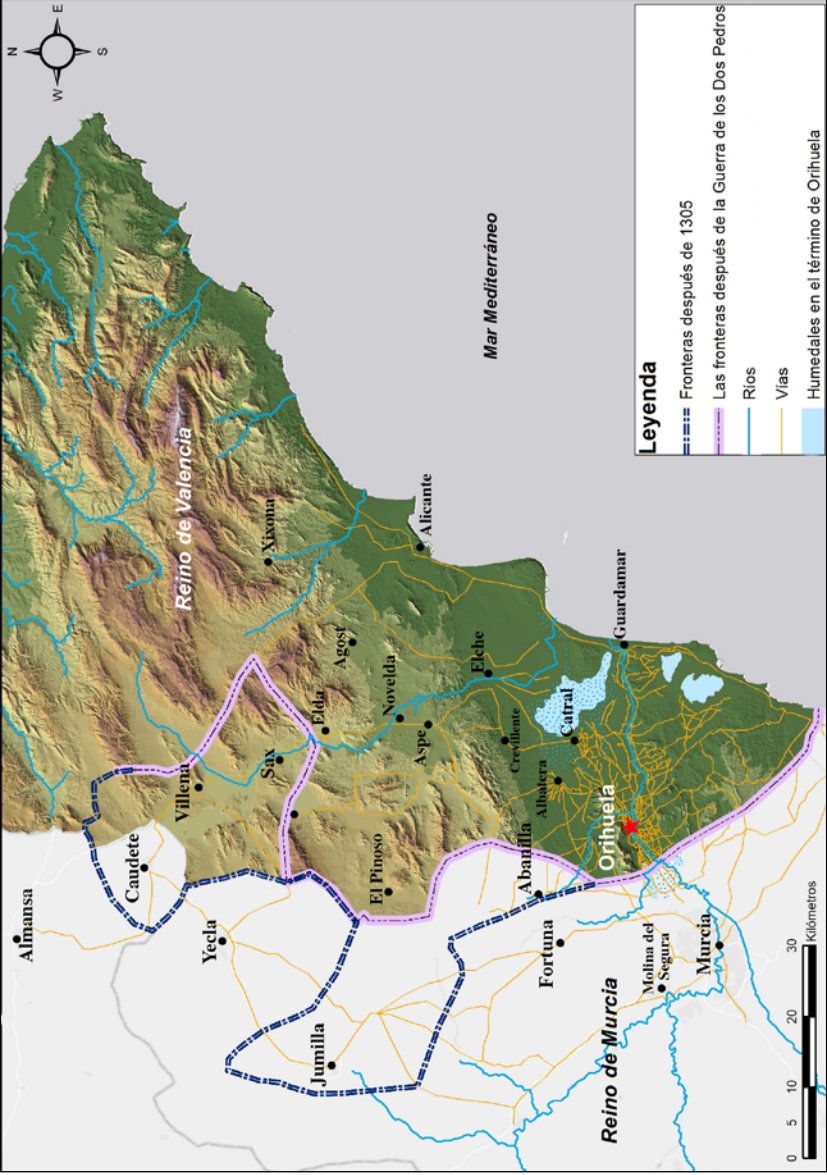 N
W
E
S
Almansa
Caudete
Villena
Yecla
Sax
Jumilla
Elda
El Pinoso
Novelda
Aspe
Agost
Xixona
Reino de Valencia
Alicante
Elche
Crevillente
Catral
Albatera
Abanilla
Orihuela
Guardamar
Fortuna
Molina del
Segura
Murcia
Reino de Murcia
Mar Mediterráneo
Leyenda
Fronteras después de 1305
Las fronteras después de la Guerra de los Dos Pedros
Ríos
Vías
Humedales en el término de Orihuela
0 5 10 20 30
Kilómetros